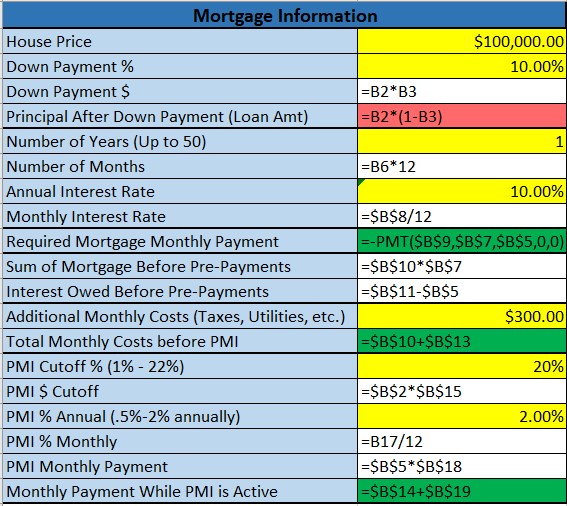 Mortgage Information
House Price $100,000.00
Down Payment % 10.00%
Down Payment $ =B2*B3
Principal After Down Payment (Loan Amt) =B2*(1-B3)
Number of Years (Up to 50) 1
Number of Months =B6*12
Annual Interest Rate 10.00%
Monthly Interest Rate =$B$8/12
Required Mortgage Monthly Payment =-PMT($B$9,$B$7,$B$5,0,0)
Sum of Mortgage Before Pre-Payments =$B$10*$B$7
Interest Owed Before Pre-Payments =$B$11-$B$5
Additional Monthly Costs (Taxes, Utilities, etc.) $300.00
Total Monthly Costs before PMI =$B$10+$B$13
PMI Cutoff % (1% - 22%) 20%
PMI $ Cutoff =$B$2*$B$15
PMI % Annual (.5%-2% annually) 2.00%
PMI % Monthly =B17/12
PMI Monthly Payment =$B$5*$B$18
Monthly Payment While PMI is Active =$B$14+$B$19